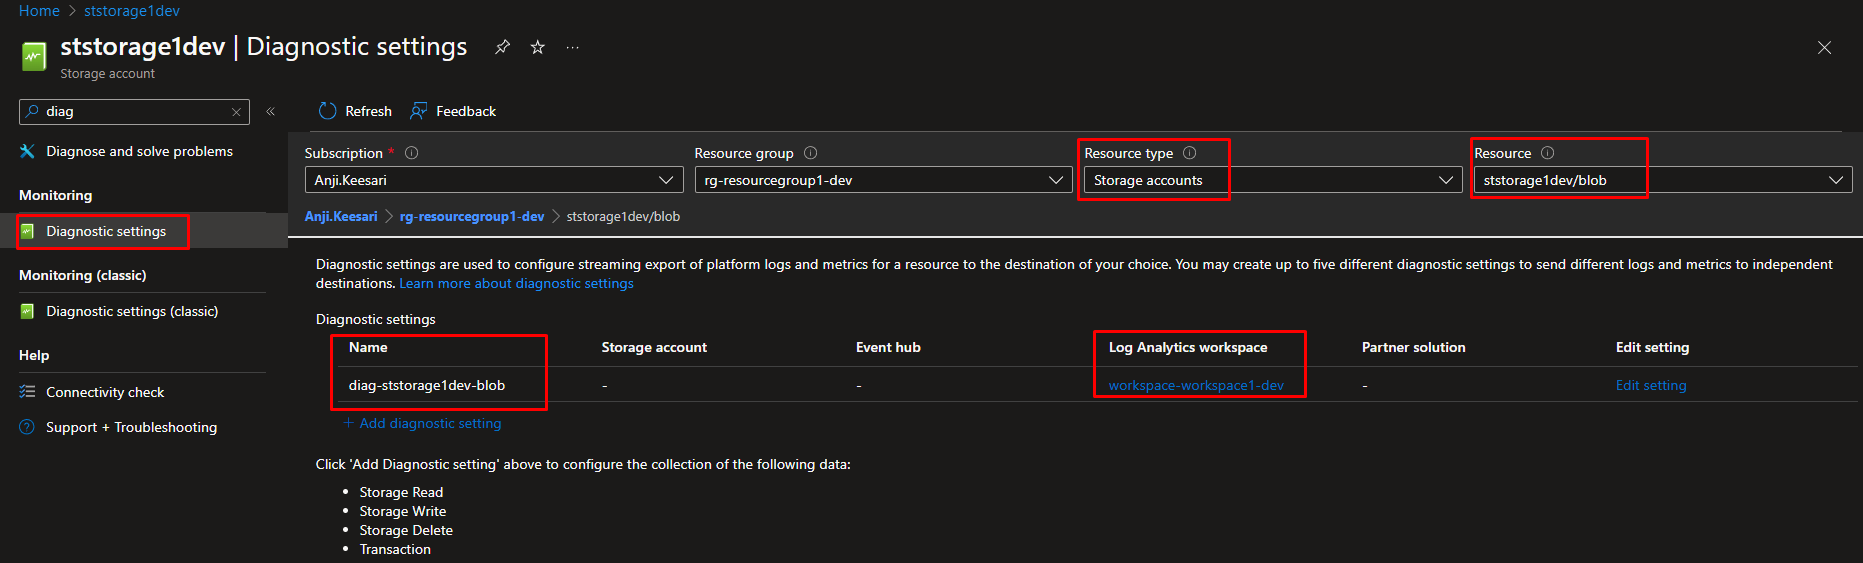 Home > ststorage1dev
ststorage1dev | Diagnostic settings
Storage account
diag
Refresh Feedback
Diagnose and solve problems
Monitoring
Diagnostic settings
Monitoring (classic)
Diagnostic settings (classic)
Help
Connectivity check
Support + Troubleshooting
Subscription * Resource group Resource type Resource
Anji.Keesari rg-resourcegroup1-dev Storage accounts ststorage1dev/blob
Anji.Keesari > rg-resourcegroup1-dev > ststorage1dev/blob
Diagnostic settings are used to configure streaming export of platform logs and metrics for a resource to the destination of your choice. You may create up to five different diagnostic settings to send different logs and metrics to independent
destinations. Learn more about diagnostic settings
Diagnostic settings
Name Storage account Event hub Log Analytics workspace Partner solution Edit setting
diag-ststorage1dev-blob - - workspace-workspace1-dev - Edit setting
+ Add diagnostic setting
Click 'Add Diagnostic setting' above to configure the collection of the following data:
• Storage Read
• Storage Write
• Storage Delete
• Transaction